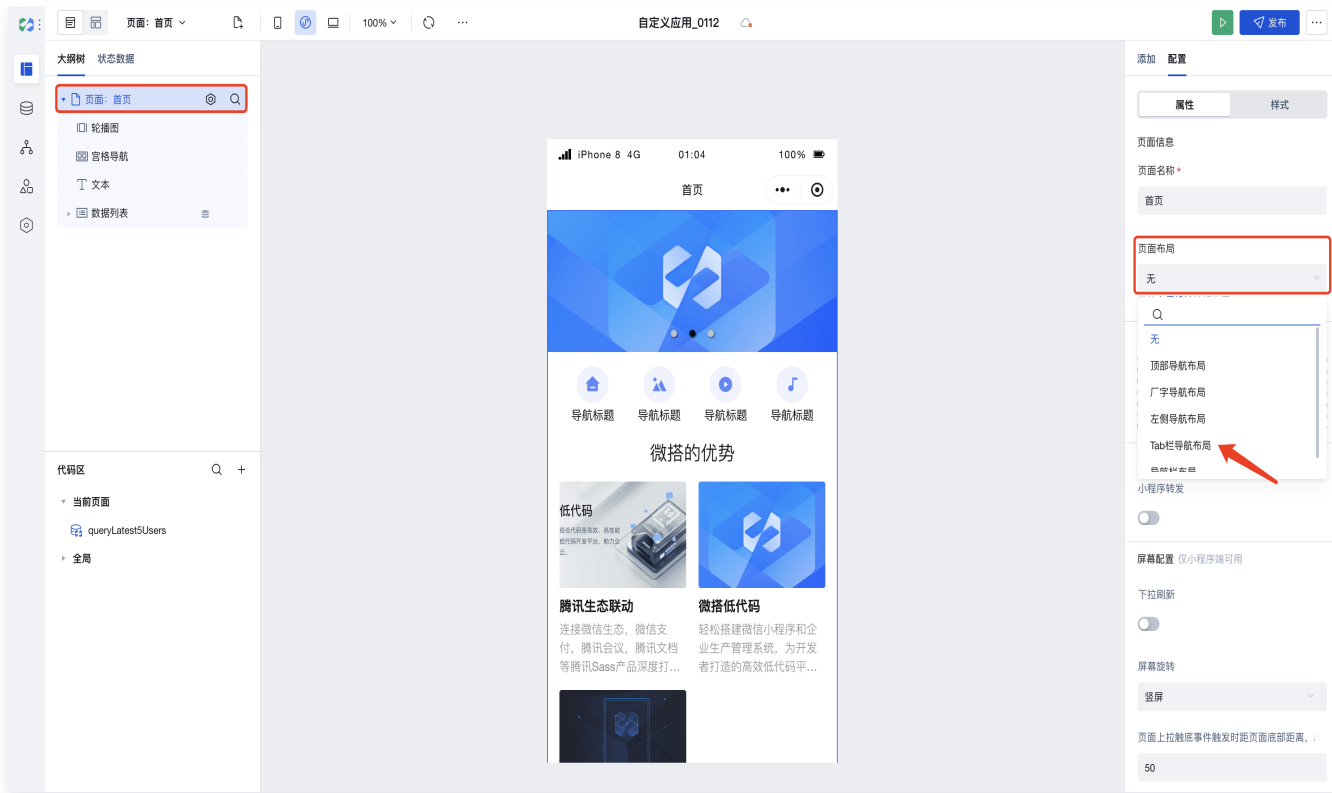 页面：首页
100%
自定义应用_0112
发布
大纲树 状态数据
页面：首页
轮播图
宫格导航
文本
数据列表
代码区
当前页面
queryLatest5Users
全局
iPhone 8 4G 01:04 100%
首页
导航标题 导航标题 导航标题 导航标题
微搭的优势
低代码
腾讯生态联动
连接微信生态，微信支
付，腾讯会议，腾讯文档
等腾讯Sass产品深度打...
微搭低代码
轻松搭建微信小程序和企
业生产管理系统，为开发
者打造的高效低代码平...
添加 配置
属性 样式
页面信息
页面名称*
首页
页面布局
无
无
顶部导航布局
厂字导航布局
左侧导航布局
Tab栏导航布局
导航栏布局
小程序转发
屏幕配置 仅小程序端可用
下拉刷新
屏幕旋转
竖屏
页面上拉触底事件触发时距页面底部距离，
50